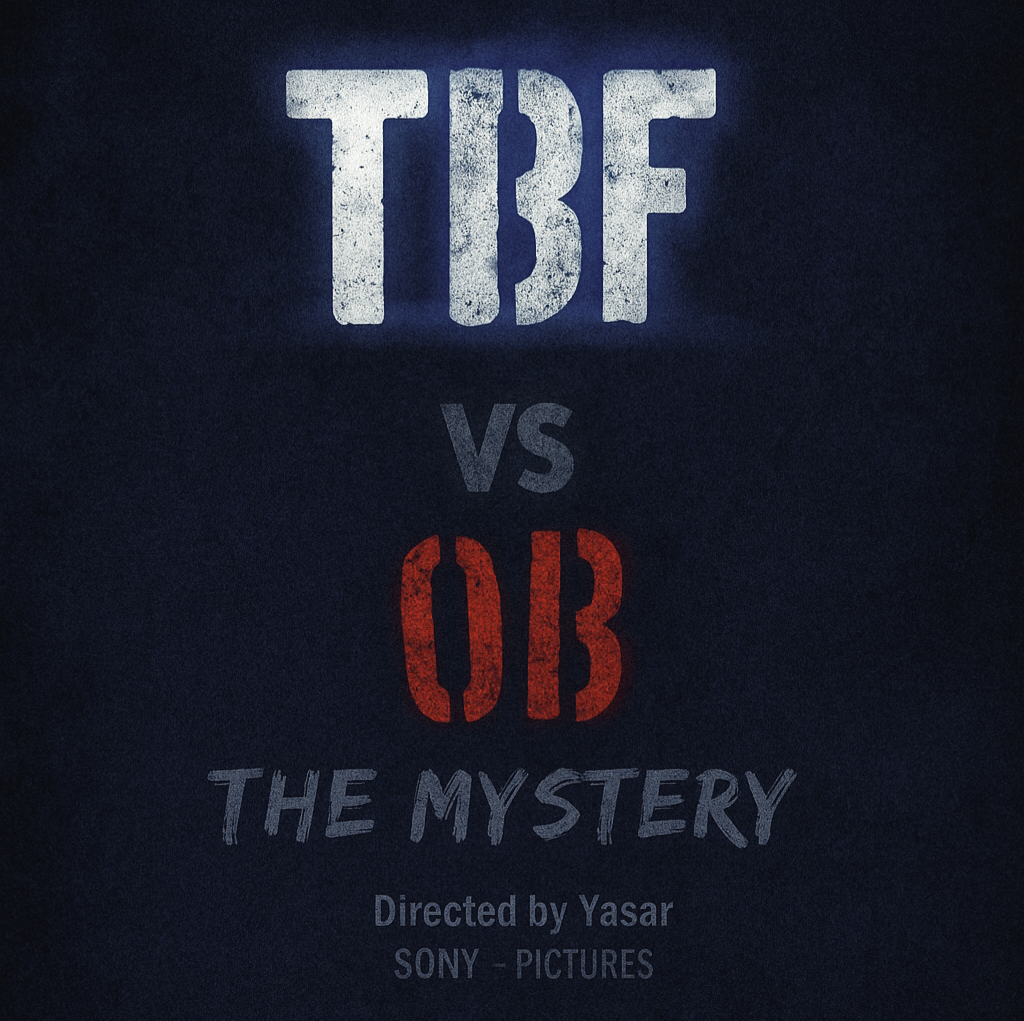 TBF
VS
OB
THE MYSTERY
Directed by Yasar
SONY – PICTURES